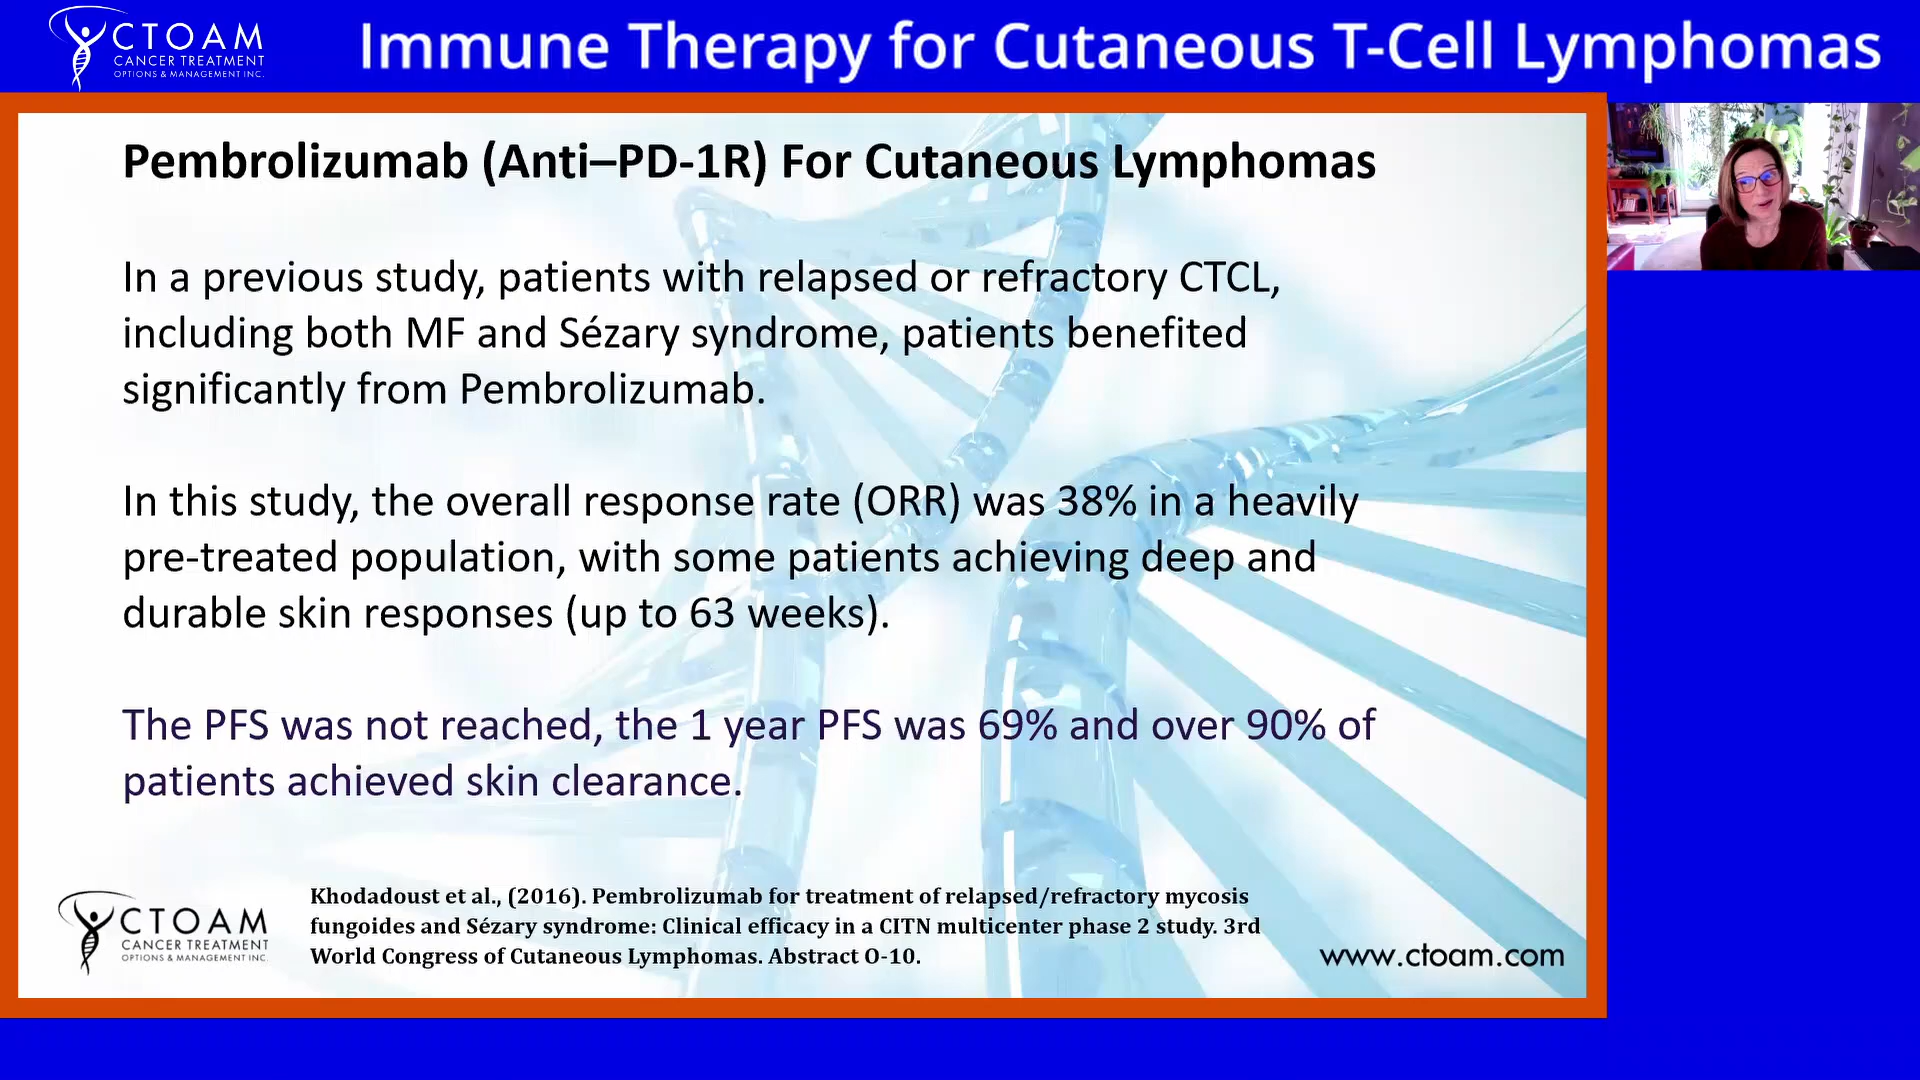 CTOAM
CANCER TREATMENT
OPTIONS & MANAGEMENT INC.
Immune Therapy for Cutaneous T-Cell Lymphomas
Pembrolizumab (Anti–PD-1R) For Cutaneous Lymphomas
In a previous study, patients with relapsed or refractory CTCL,
including both MF and Sézary syndrome, patients benefited
significantly from Pembrolizumab.
In this study, the overall response rate (ORR) was 38% in a heavily
pre-treated population, with some patients achieving deep and
durable skin responses (up to 63 weeks).
The PFS was not reached, the 1 year PFS was 69% and over 90% of
patients achieved skin clearance.
CTOAM
CANCER TREATMENT
OPTIONS & MANAGEMENT INC.
Khodadoust et al., (2016). Pembrolizumab for treatment of relapsed/refractory mycosis
fungoides and Sézary syndrome: Clinical efficacy in a CITN multicenter phase 2 study. 3rd
World Congress of Cutaneous Lymphomas. Abstract O-10.
www.ctoam.com